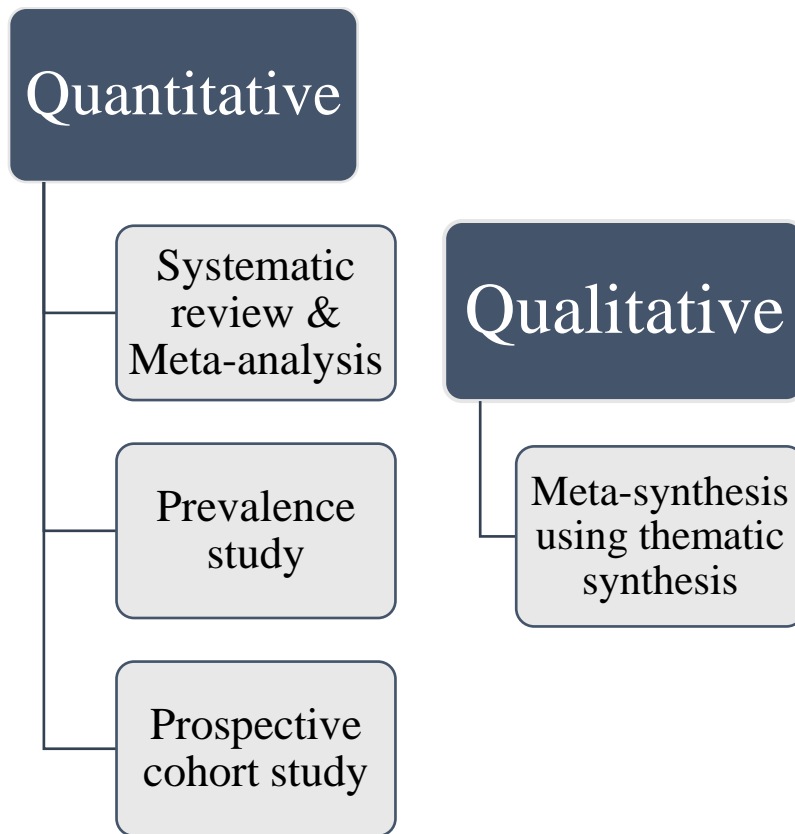 Quantitative
Systematic
review &
Meta-analysis
Prevalence
study
Prospective
cohort study
Qualitative
Meta-synthesis
using thematic
synthesis